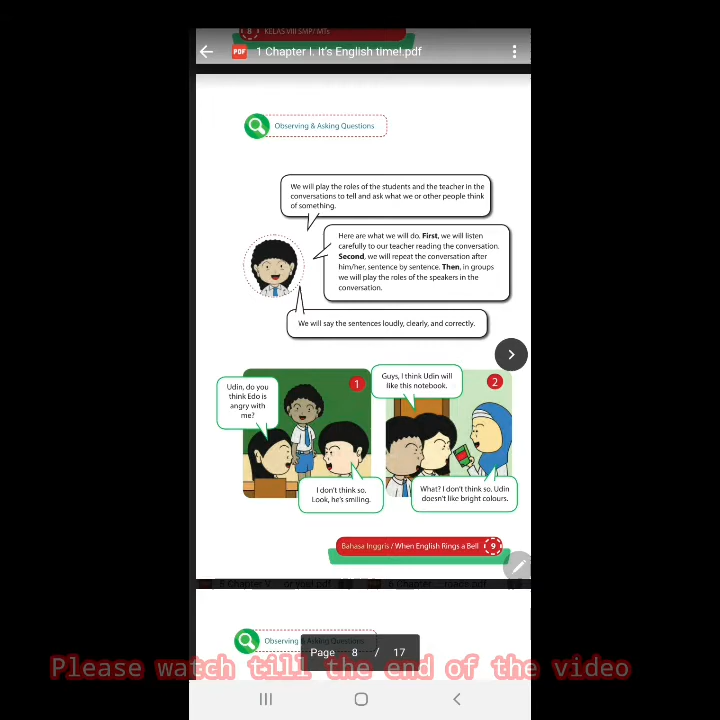 8 KELAS VIII SMP/ MTs
PDF 1 Chapter I. It's English time!.pdf
Observing & Asking Questions
We will play the roles of the students and the teacher in the
conversations to tell and ask what we or other people think
of something.
Here are what we will do. First, we will listen
carefully to our teacher reading the conversation.
Second, we will repeat the conversation after
him/her, sentence by sentence. Then, in groups
we will play the roles of the speakers in the
conversation.
We will say the sentences loudly, clearly, and correctly.
1
Udin, do you
think Edo is
angry with
me?
I don't think so.
Look, he's smiling.
2
Guys, I think Udin will
like this notebook.
What? I don't think so. Udin
doesn't like bright colours.
Bahasa Inggris / When English Rings a Bell 9
Observing & Asking Questions
Page 8 / 17
Please watch till the end of the video